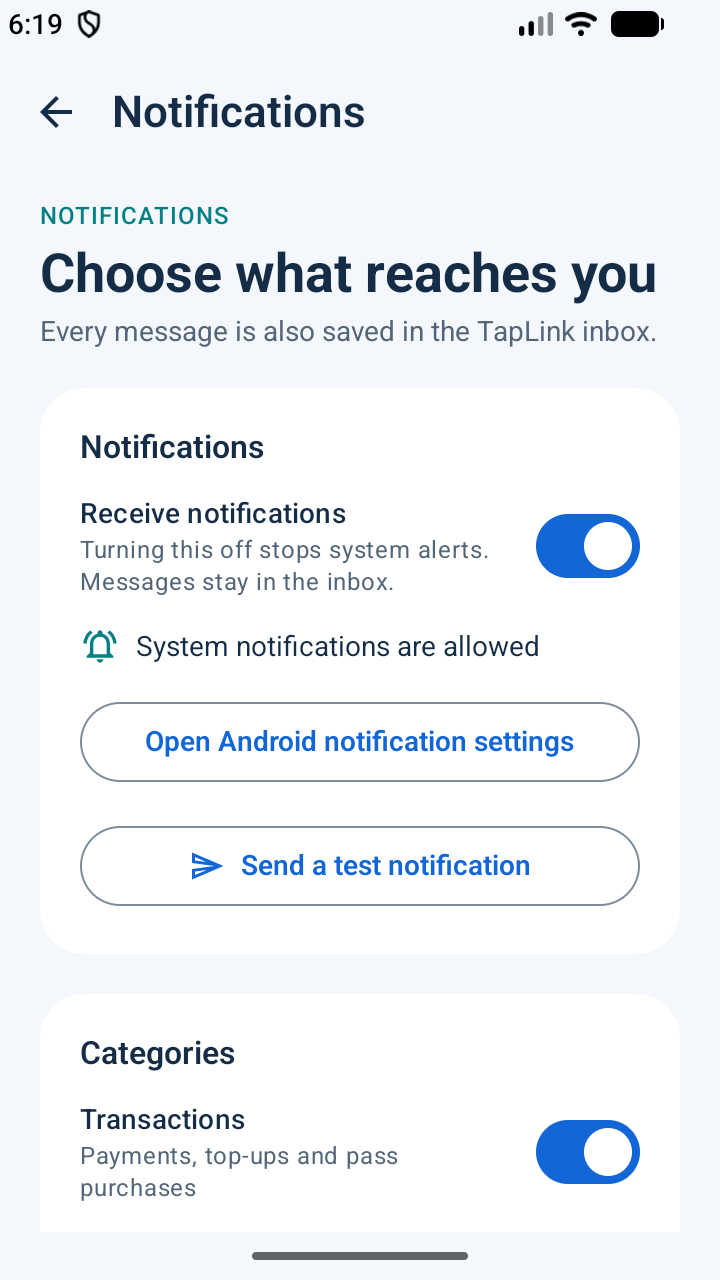 6:19
Notifications
NOTIFICATIONS
Choose what reaches you
Every message is also saved in the TapLink inbox.
Notifications
Receive notifications
Turning this off stops system alerts.
Messages stay in the inbox.
System notifications are allowed
Open Android notification settings
Send a test notification
Categories
Transactions
Payments, top-ups and pass
purchases